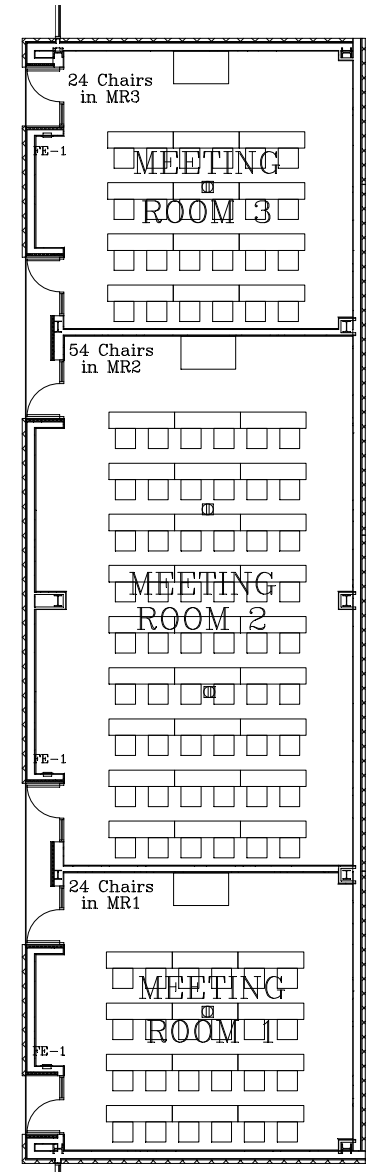 24 Chairs
in MR3
FE-1
MEETING
ROOM 3
54 Chairs
in MR2
MEETING
ROOM 2
FE-1
24 Chairs
in MR1
MEETING
ROOM 1
FE-1